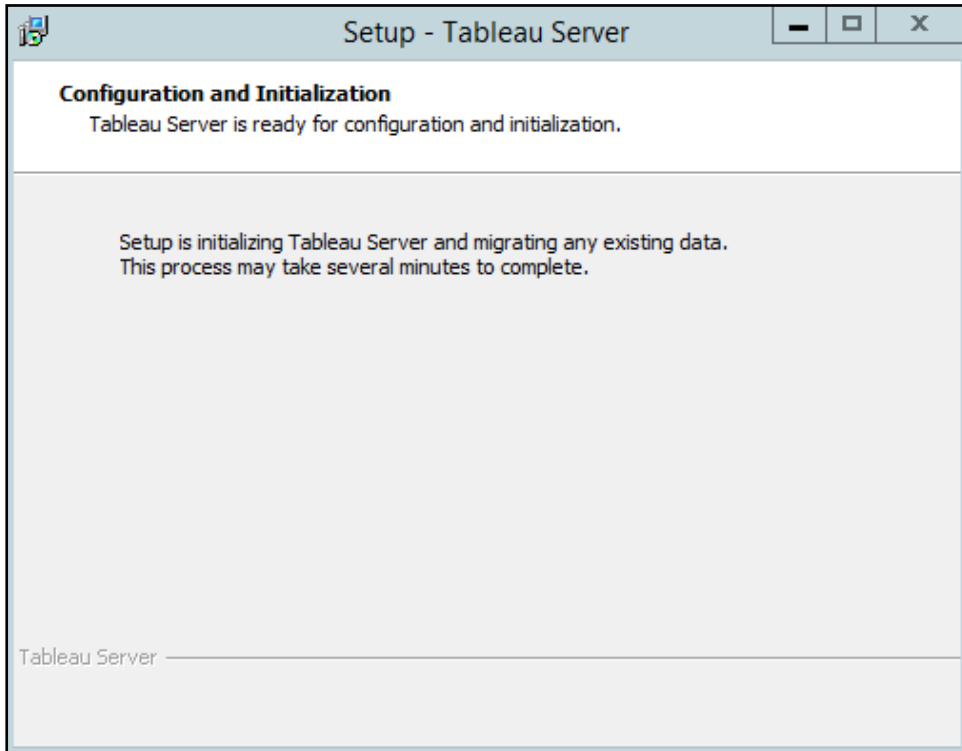 Setup - Tableau Server
Configuration and Initialization
Tableau Server is ready for configuration and initialization.
Setup is initializing Tableau Server and migrating any existing data.
This process may take several minutes to complete.
Tableau Server